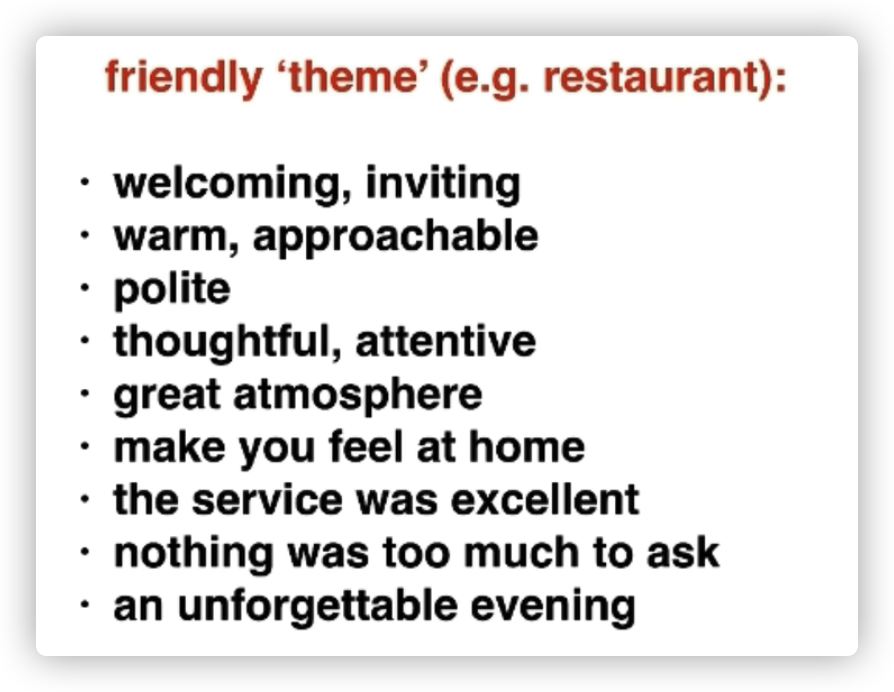 friendly ‘theme’ (e.g. restaurant):
· welcoming, inviting
· warm, approachable
· polite
· thoughtful, attentive
· great atmosphere
· make you feel at home
· the service was excellent
· nothing was too much to ask
· an unforgettable evening